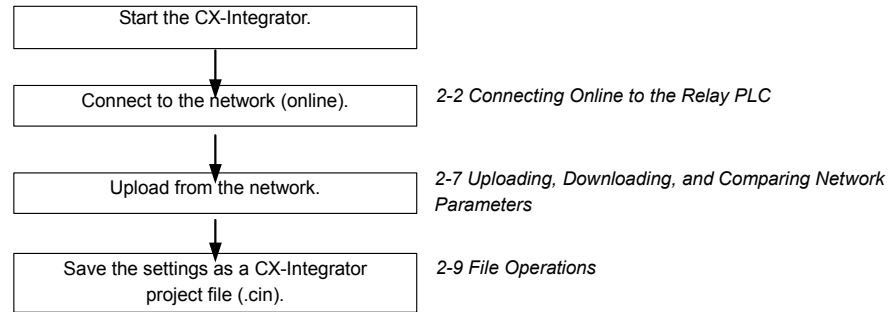 Start the CX-Integrator.
Connect to the network (online).
2-2 Connecting Online to the Relay PLC
Upload from the network.
2-7 Uploading, Downloading, and Comparing Network
Parameters
Save the settings as a CX-Integrator
project file (.cin).
2-9 File Operations